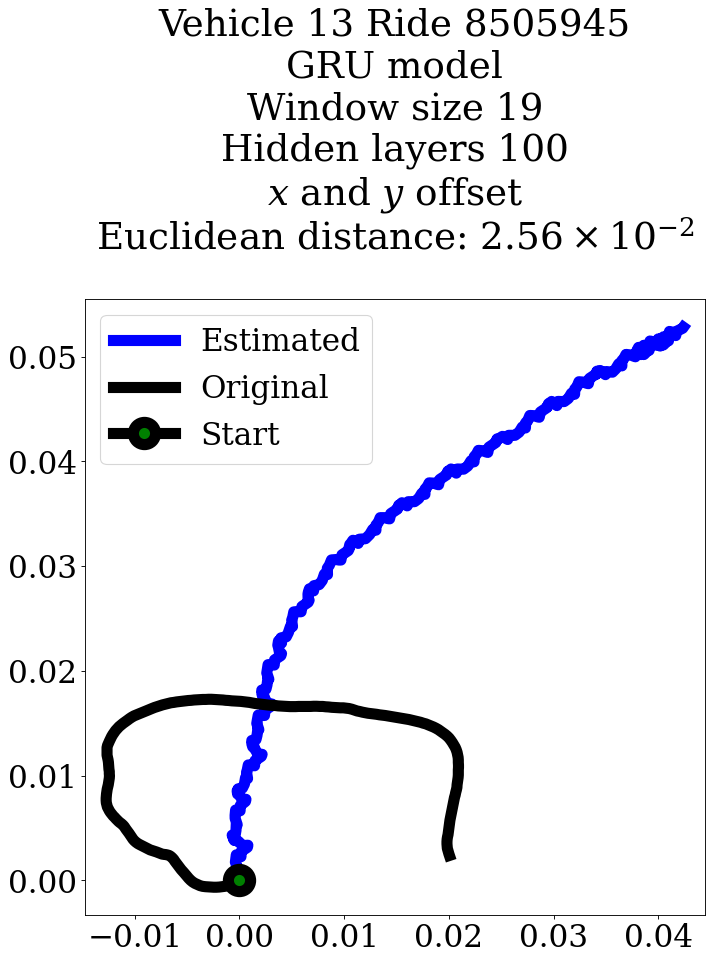 Vehicle 13 Ride 8505945
GRU model
Window size 19
Hidden layers 100
x and y offset
Euclidean distance: 2.56 × 10⁻²
Estimated
Original
Start
0.05
0.04
0.03
0.02
0.01
0.00
−0.01 0.00 0.01 0.02 0.03 0.04